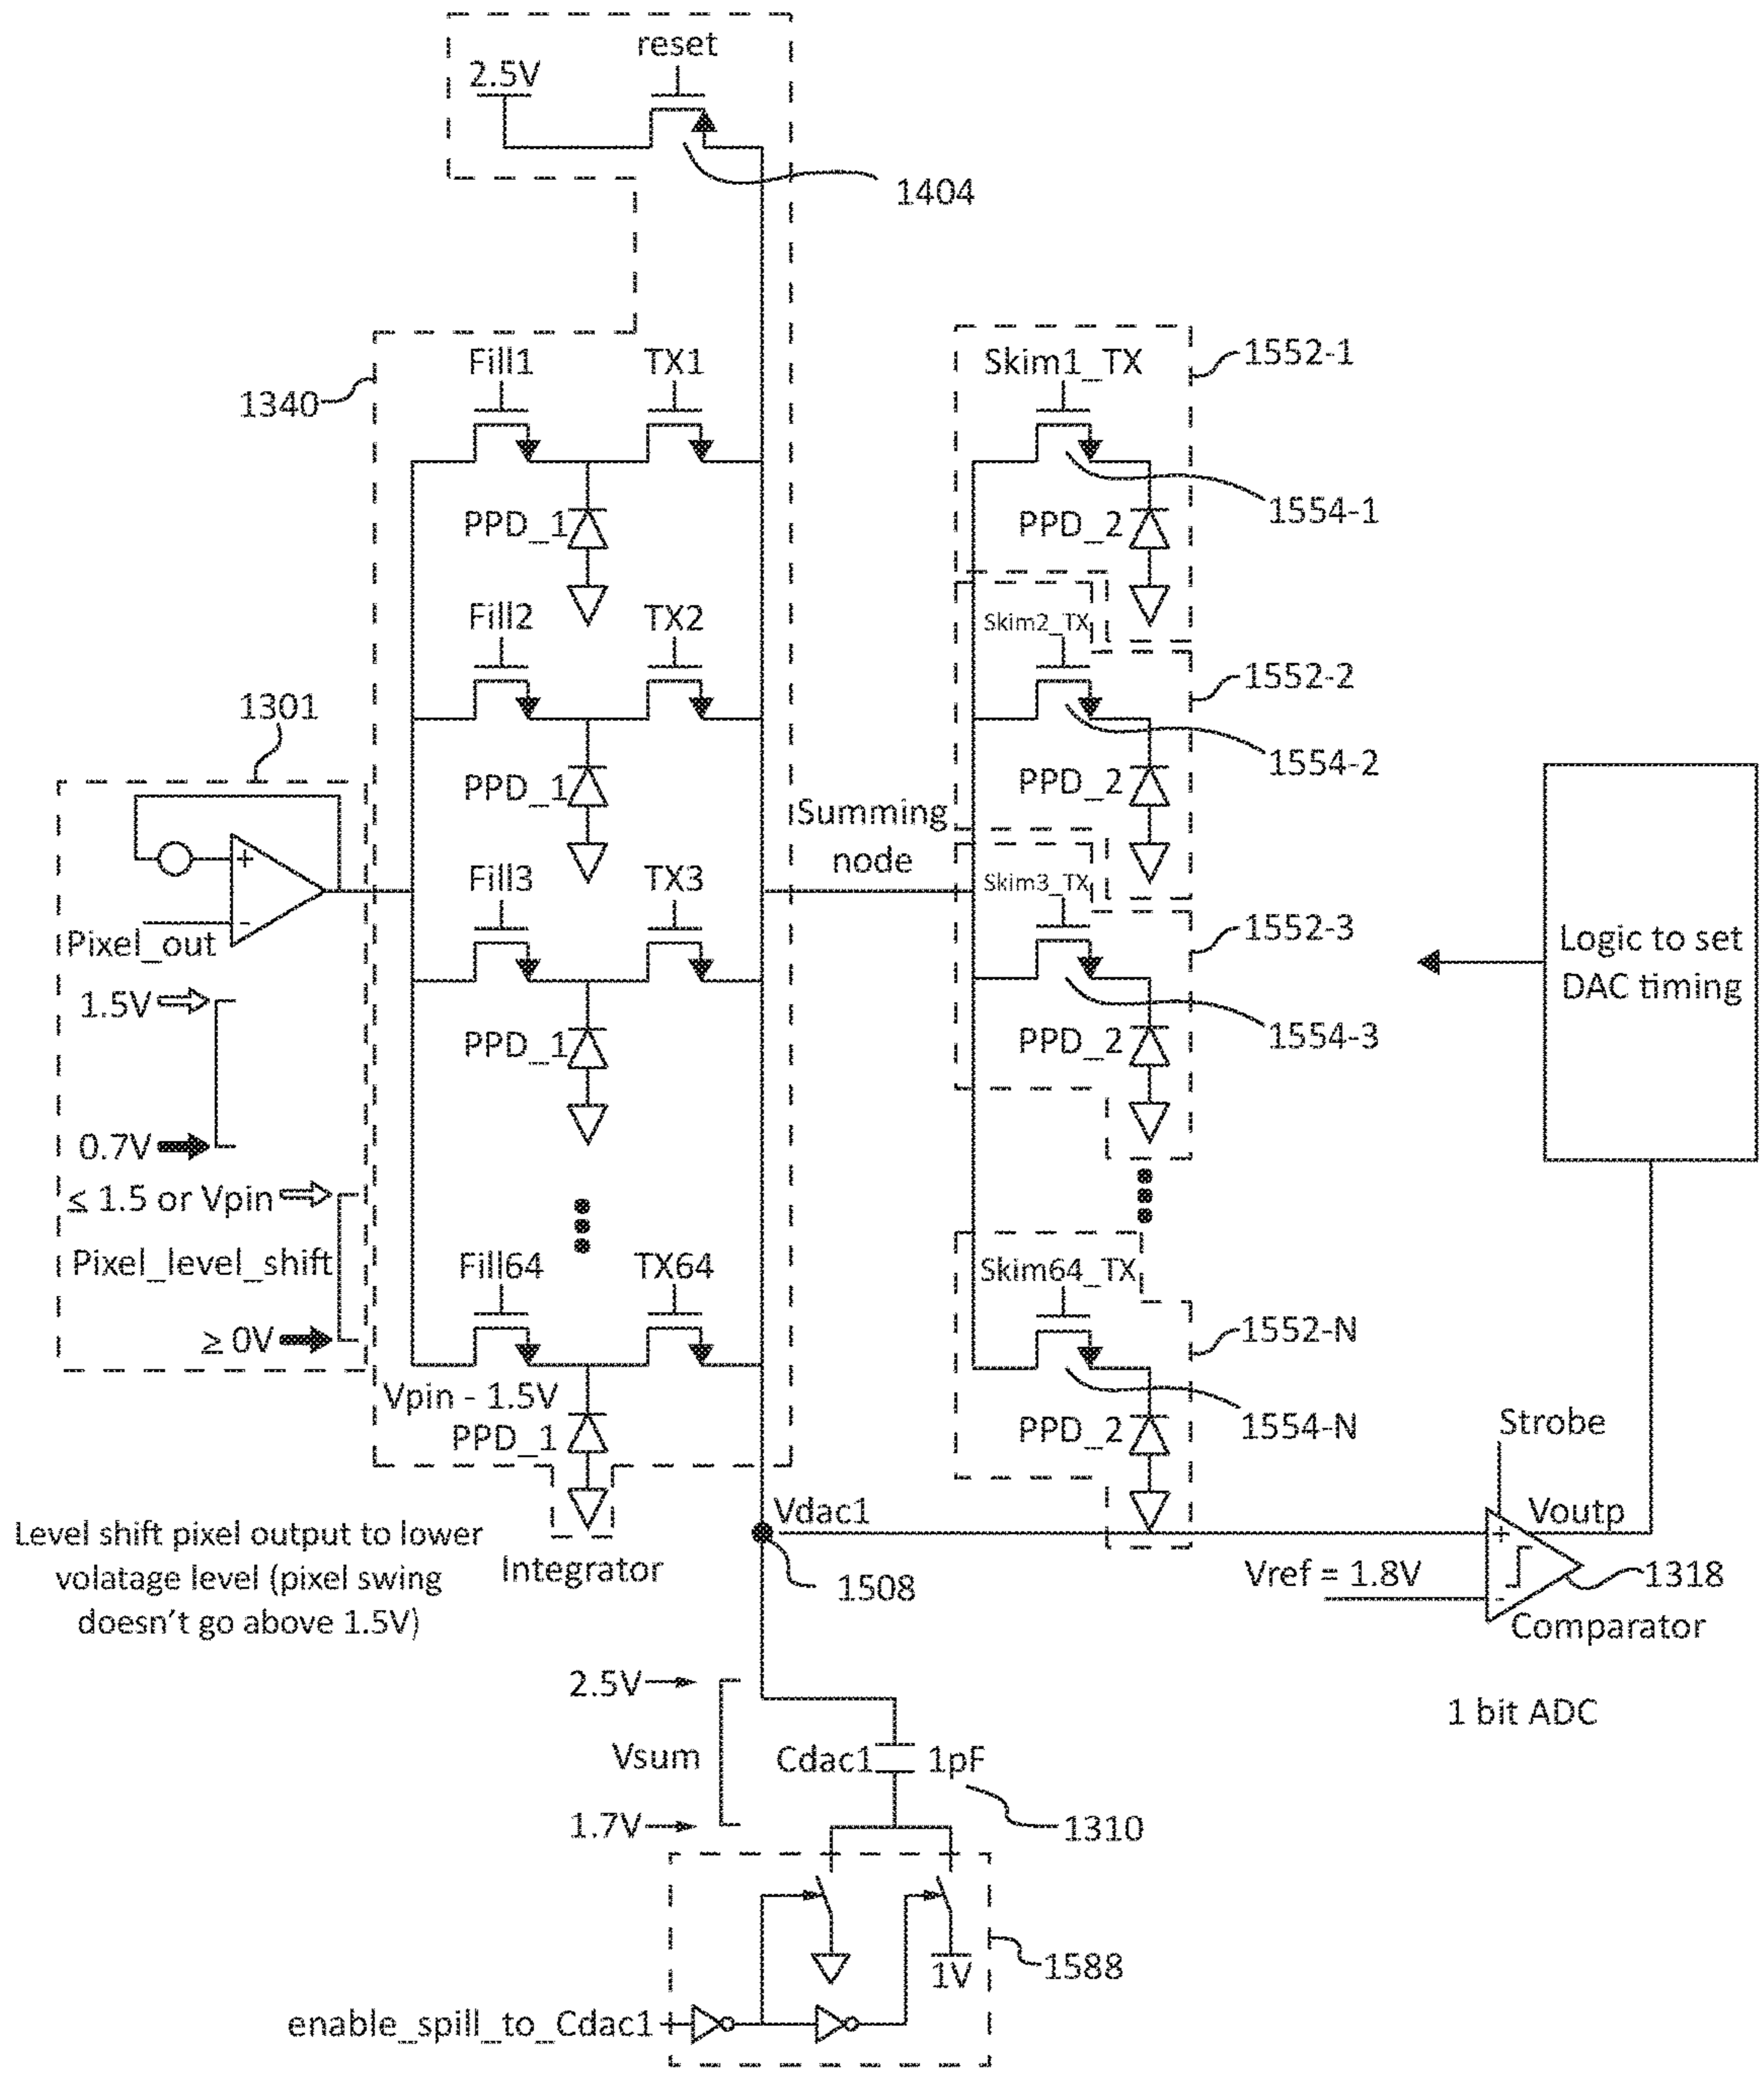 reset
2.5V
1404
Fill1
TX1
Skim1_TX
1552-1
1340
1554-1
PPD_1
PPD_2
Fill2
TX2
Skim2_TX
1552-2
1301
1554-2
PPD_1
PPD_2
Summing
node
Fill3
TX3
Skim3_TX
1552-3
+
-
Pixel_out
Logic to set
DAC timing
1.5V
PPD_1
PPD_2
1554-3
0.7V
≤ 1.5 or Vpin
Pixel_level_shift
Fill64
TX64
Skim64_TX
≥ 0V
1552-N
Vpin - 1.5V
PPD_1
PPD_2
1554-N
Strobe
Level shift pixel output to lower
volatage level (pixel swing
doesn't go above 1.5V)
Integrator
Vdac1
1508
+
-
Voutp
Vref = 1.8V
1318
Comparator
2.5V
1 bit ADC
Vsum
Cdac1
1pF
1.7V
1310
1V
1588
enable_spill_to_Cdac1